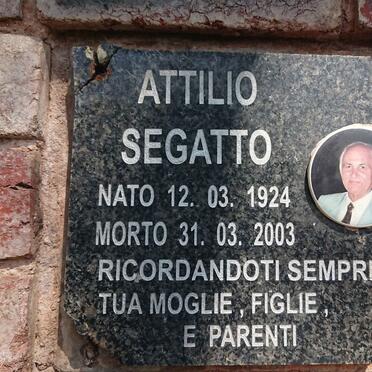 ATTILIO
SEGATTO
NATO 12. 03. 1924
MORTO 31. 03. 2003
RICORDANDOTI SEMPRE
TUA MOGLIE , FIGLIE ,
E PARENTI